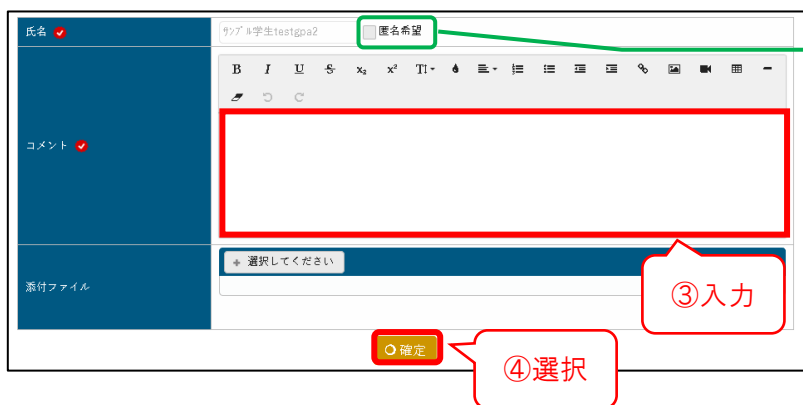 氏名
サンプル学生testgpa2
匿名希望
B I U S x₂ x² T
コメント
+ 選択してください
添付ファイル
③入力
確定
④選択